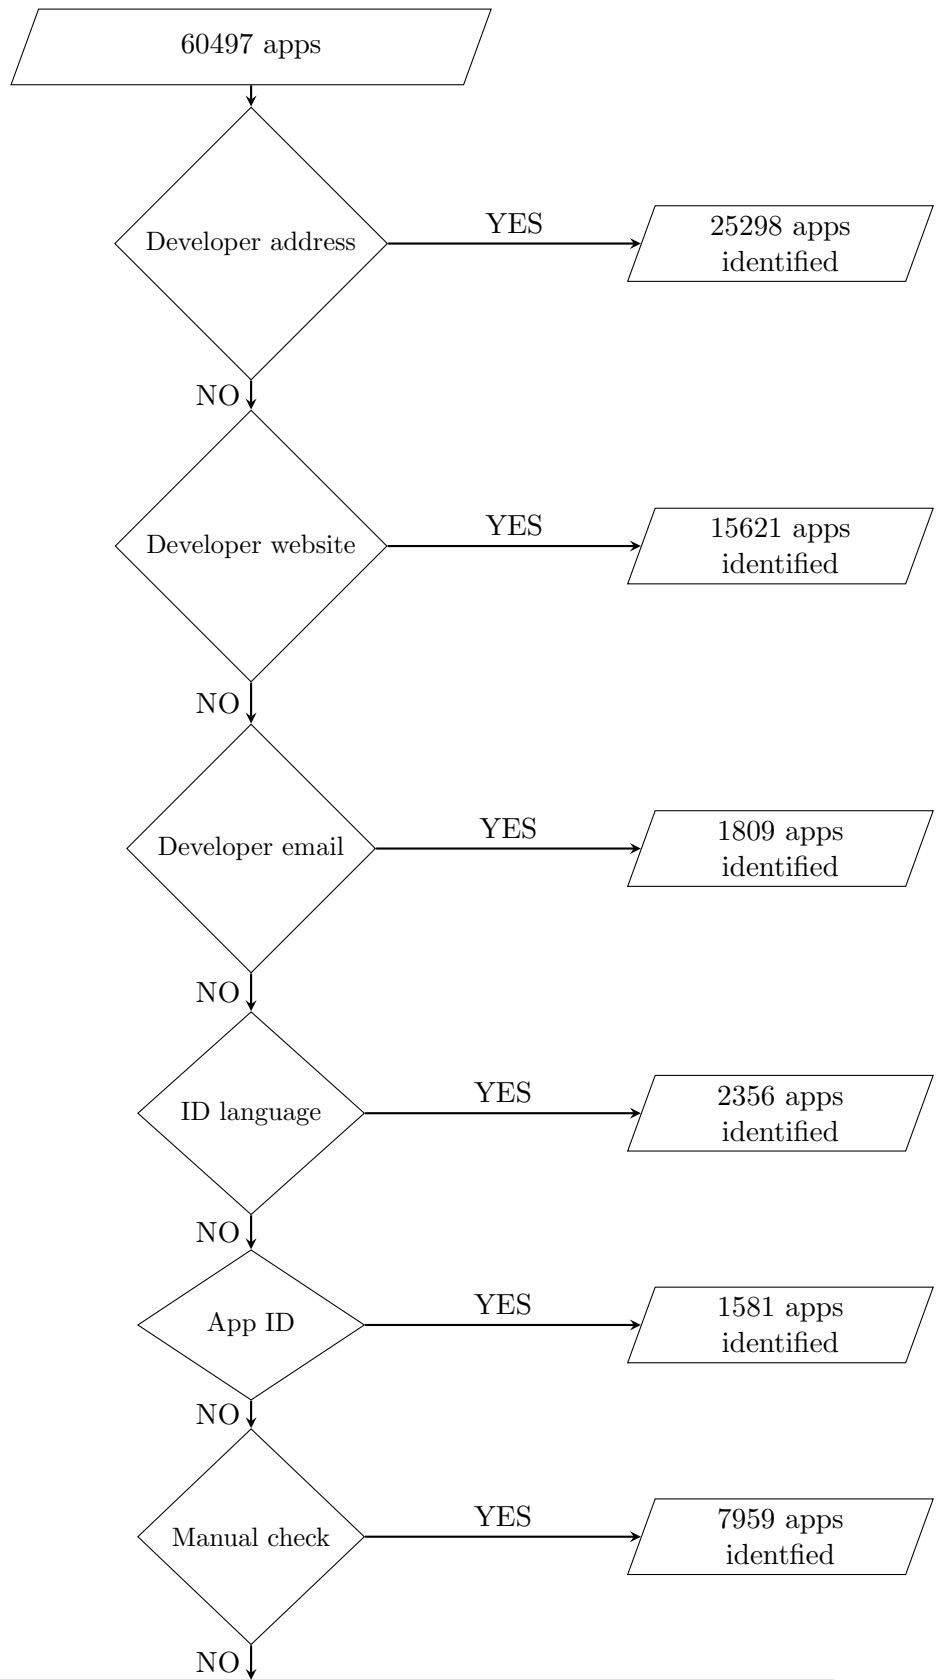 60497 apps
Developer address
YES
25298 apps
identified
NO
Developer website
YES
15621 apps
identified
NO
Developer email
YES
1809 apps
identified
NO
ID language
YES
2356 apps
identified
NO
App ID
YES
1581 apps
identified
NO
Manual check
YES
7959 apps
identfied
NO